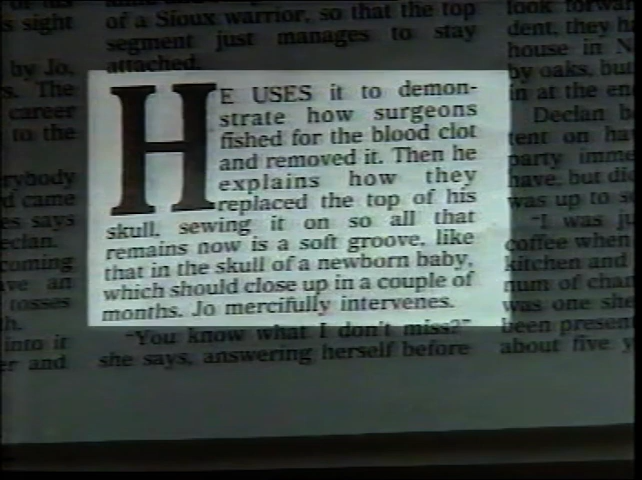 s sight
by Jo,
s. The
career
to the
rybody
d came
es says
eclan.
coming
ve an
tosses
h.
into it
er and
of a Sioux warrior, so that the top
segment just manages to stay
attached.
HE USES it to demon-
strate how surgeons
fished for the blood clot
and removed it. Then he
explains how they
replaced the top of his
skull, sewing it on so all that
remains now is a soft groove, like
that in the skull of a newborn baby,
which should close up in a couple of
months. Jo mercifully intervenes.
"You know what I don't miss?"
she says, answering herself before
look forwar
dent, they ha
house in N
by oaks, but
in at the en
Declan b
tent on ha
party imme
have, but di
was up to s
"I was ju
coffee when
kitchen and
num of cha
was one she
been presen
about five y